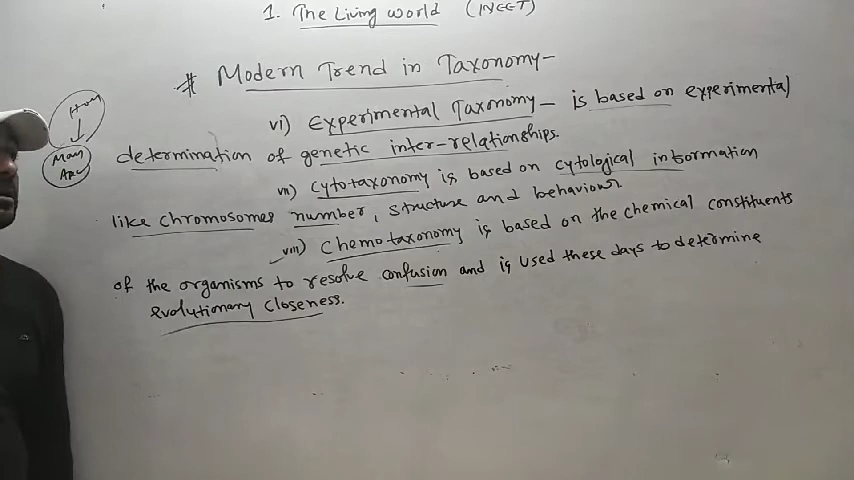 1. The Living world (NEET)
# Modern Trend in Taxonomy-
vi) Experimental Taxonomy - is based on experimental
determination of genetic inter-relationships.
vii) cytotaxonomy is based on cytological information
like chromosomes number, structure and behaviour
viii) Chemotaxonomy is based on the chemical constituents
of the organisms to resolve confusion and is used these days to determine
evolutionary closeness.
Man